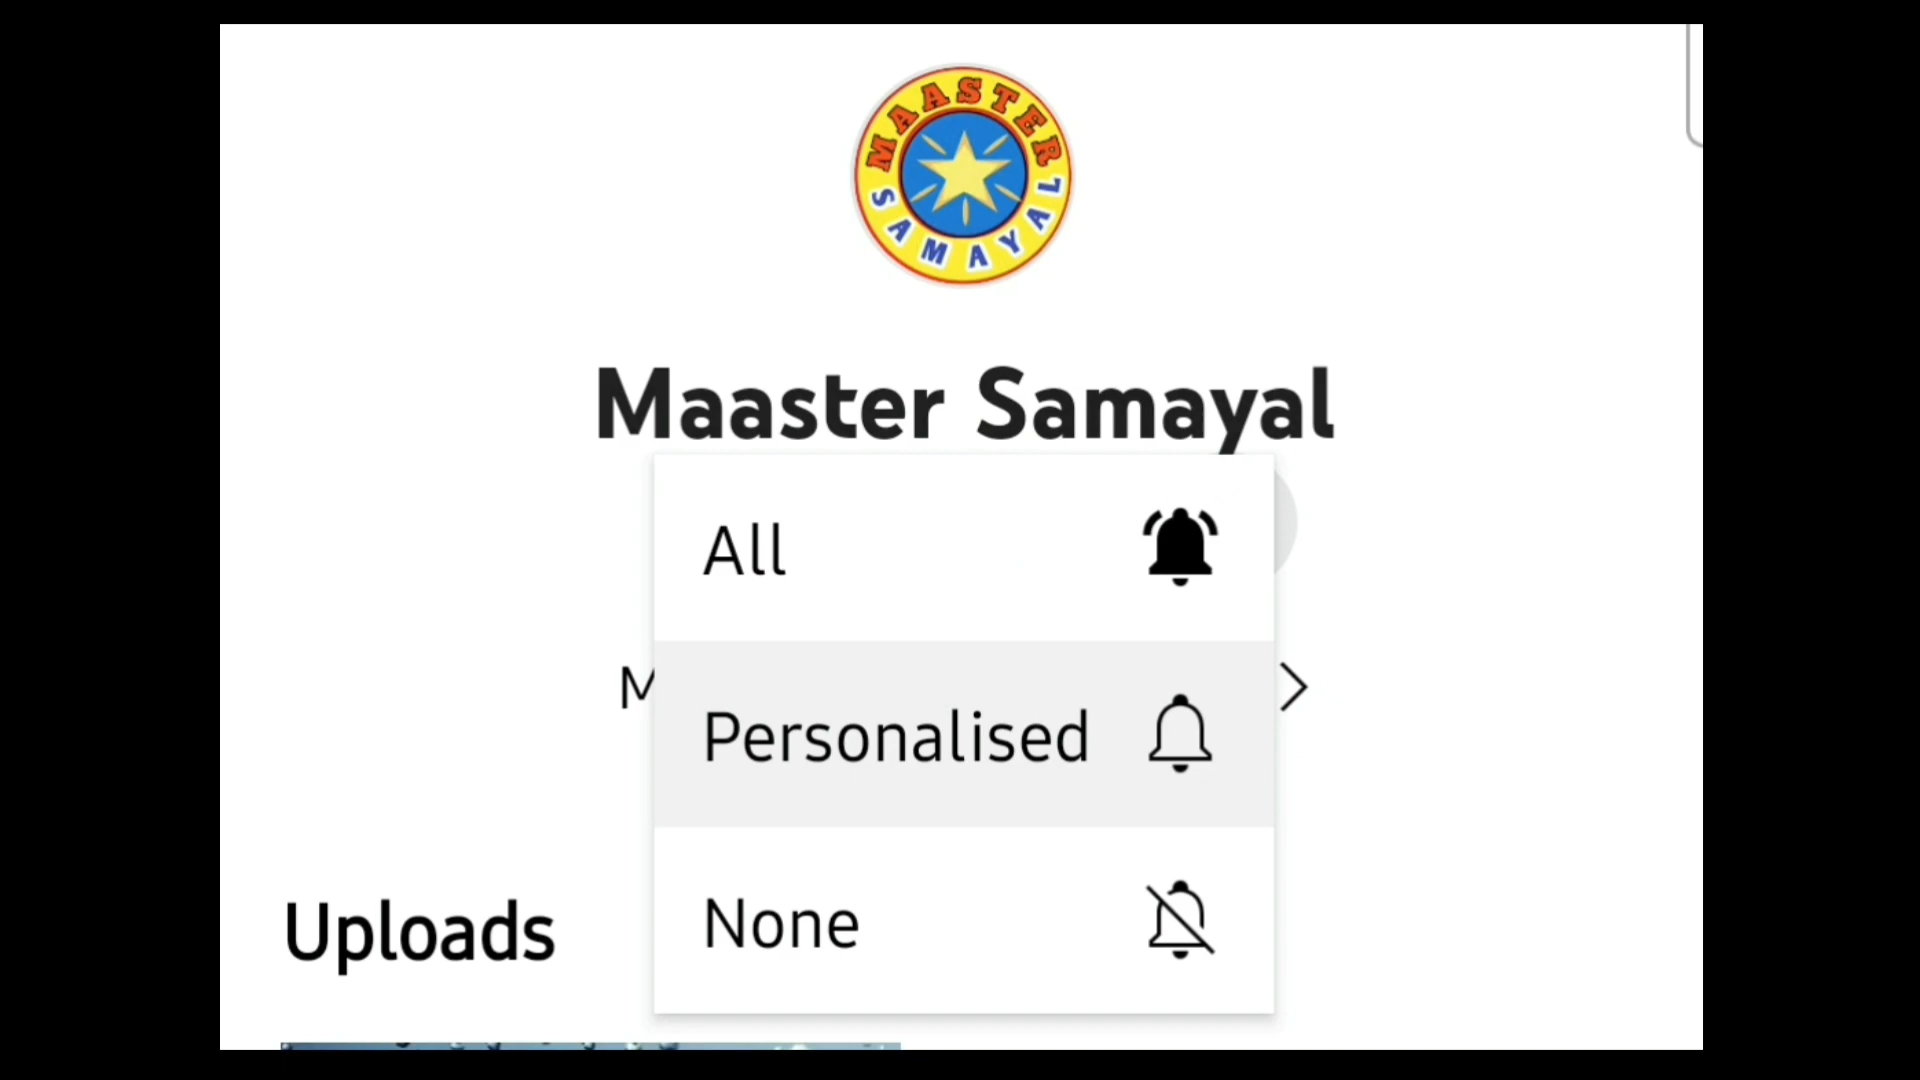 MAASTER
SAMAYAL
Maaster Samayal
All
M
Personalised
None
Uploads